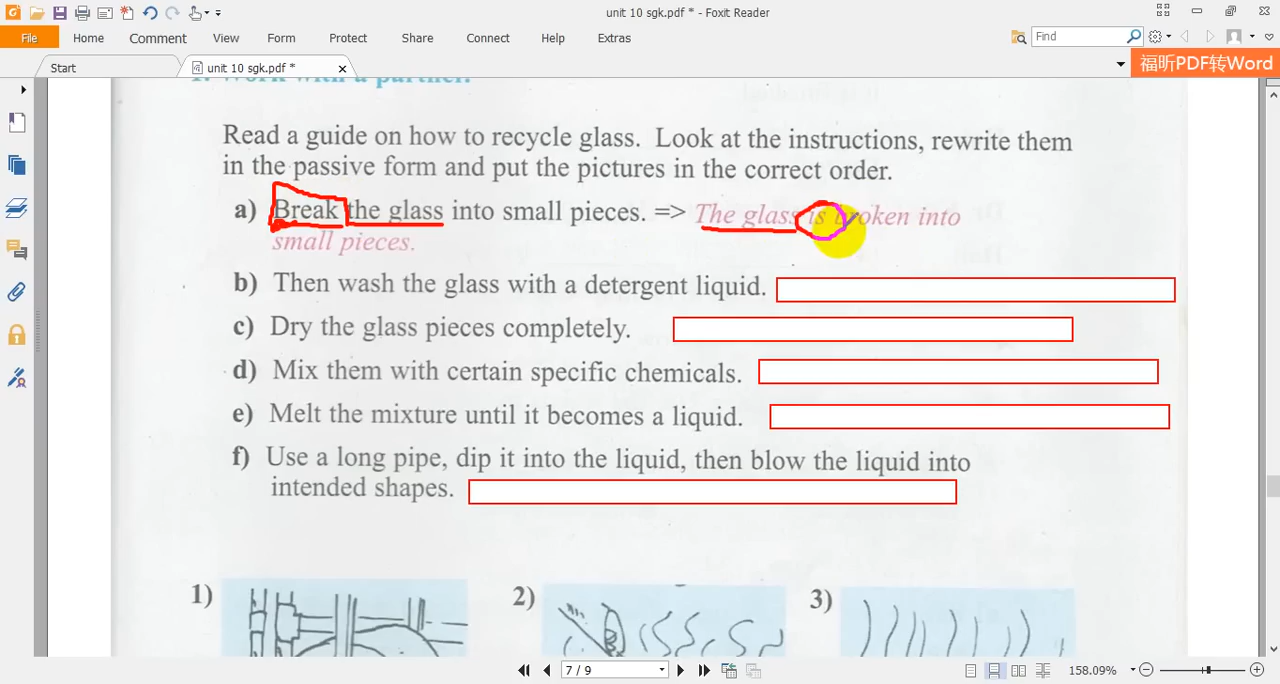 unit 10 sgk.pdf * - Foxit Reader
File Home Comment View Form Protect Share Connect Help Extras Find
Start unit 10 sgk.pdf * 福昕PDF转Word
1. Work with a partner.
Read a guide on how to recycle glass. Look at the instructions, rewrite them
in the passive form and put the pictures in the correct order.
a) Break the glass into small pieces. => The glass is broken into
small pieces.
b) Then wash the glass with a detergent liquid.
c) Dry the glass pieces completely.
d) Mix them with certain specific chemicals.
e) Melt the mixture until it becomes a liquid.
f) Use a long pipe, dip it into the liquid, then blow the liquid into
intended shapes.
1) 2) 3)
7 / 9 158.09%